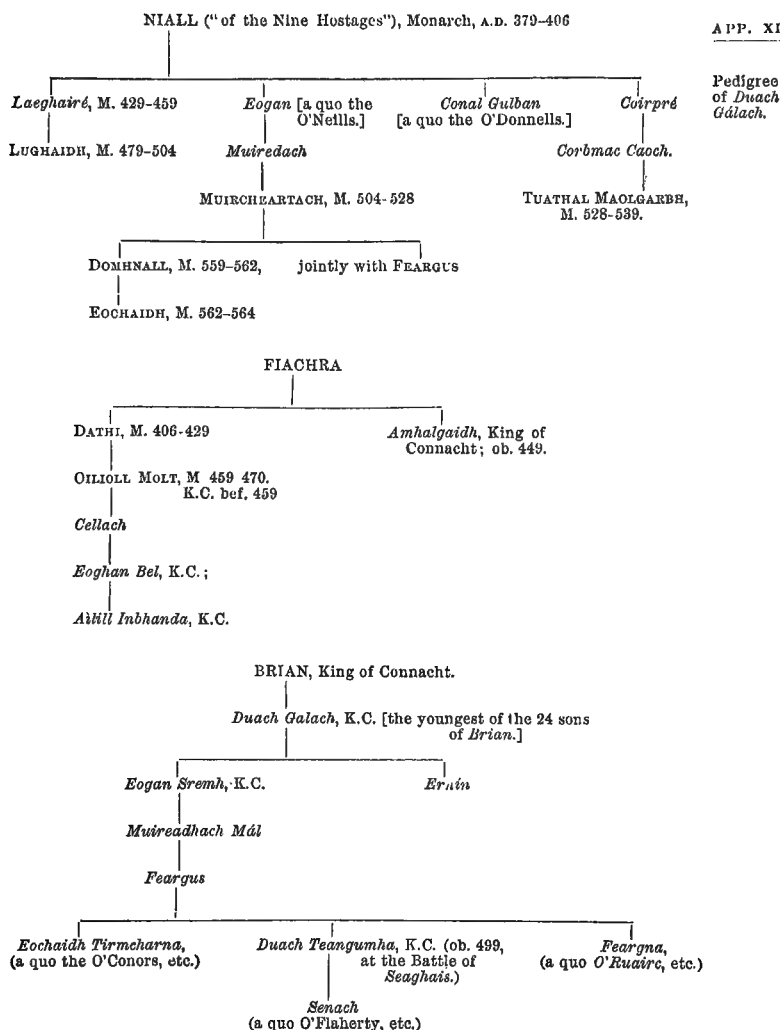 NIALL ("of the Nine Hostages"), Monarch, A.D. 379-406
APP. XI
Pedigree
of Duach
Gálach.
Laeghairé, M. 429-459
Eogan [a quo the
O'Neills.]
Conal Gulban
[a quo the O'Donnells.]
Coirpré
LUGHAIDH, M. 479-504
Muiredach
Corbmac Caoch.
MUIRCHEARTACH, M. 504-528
TUATHAL MAOLGARBH,
M. 528-539.
DOMHNALL, M. 559-562, jointly with FEARGUS
EOCHAIDH, M. 562-564
FIACHRA
DATHI, M. 406-429
Amhalgaidh, King of
Connacht; ob. 449.
OILIOLL MOLT, M 459 470.
K.C. bef. 459
Cellach
Eoghan Bel, K.C.;
Ailill Inbhanda, K.C.
BRIAN, King of Connacht.
Duach Galach, K.C. [the youngest of the 24 sons
of Brian.]
Eogan Sremh, K.C.
Ernín
Muireadhach Mál
Feargus
Eochaidh Tirmcharna,
(a quo the O'Conors, etc.)
Duach Teangumha, K.C. (ob. 499,
at the Battle of
Seaghais.)
Feargna,
(a quo O'Ruairc, etc.)
Senach
(a quo O'Flaherty, etc.)